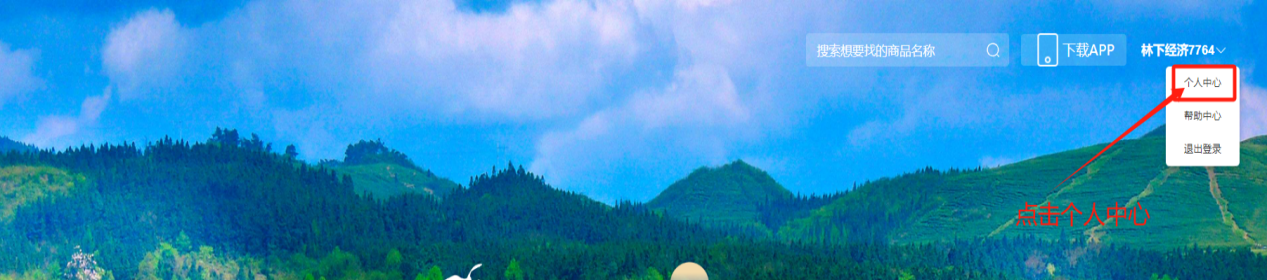 搜索想要找的商品名称
下载APP
林下经济7764
个人中心
帮助中心
退出登录
点击个人中心